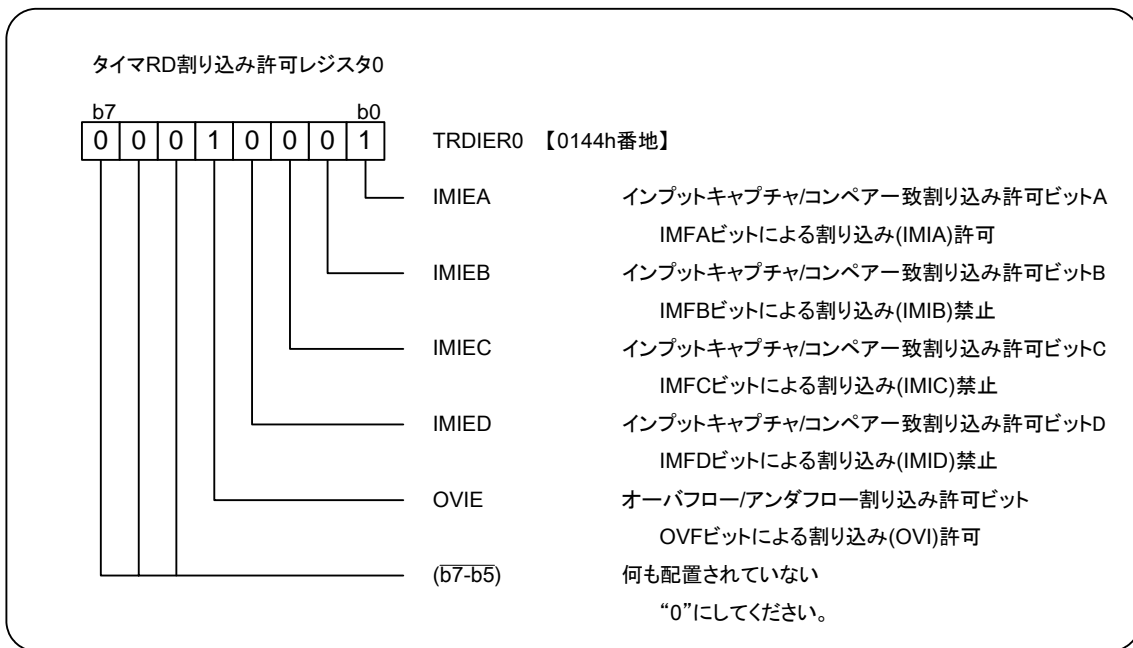 タイマRD割り込み許可レジスタ0
b7 b0
0 0 0 1 0 0 0 1 TRDIER0 【0144h番地】
IMIEA インプットキャプチャ/コンペア一致割り込み許可ビットA
IMFAビットによる割り込み(IMIA)許可
IMIEB インプットキャプチャ/コンペア一致割り込み許可ビットB
IMFBビットによる割り込み(IMIB)禁止
IMIEC インプットキャプチャ/コンペア一致割り込み許可ビットC
IMFCビットによる割り込み(IMIC)禁止
IMIED インプットキャプチャ/コンペア一致割り込み許可ビットD
IMFDビットによる割り込み(IMID)禁止
OVIE オーバフロー/アンダフロー割り込み許可ビット
OVFビットによる割り込み(OVI)許可
(b7-b5) 何も配置されていない
“0”にしてください。